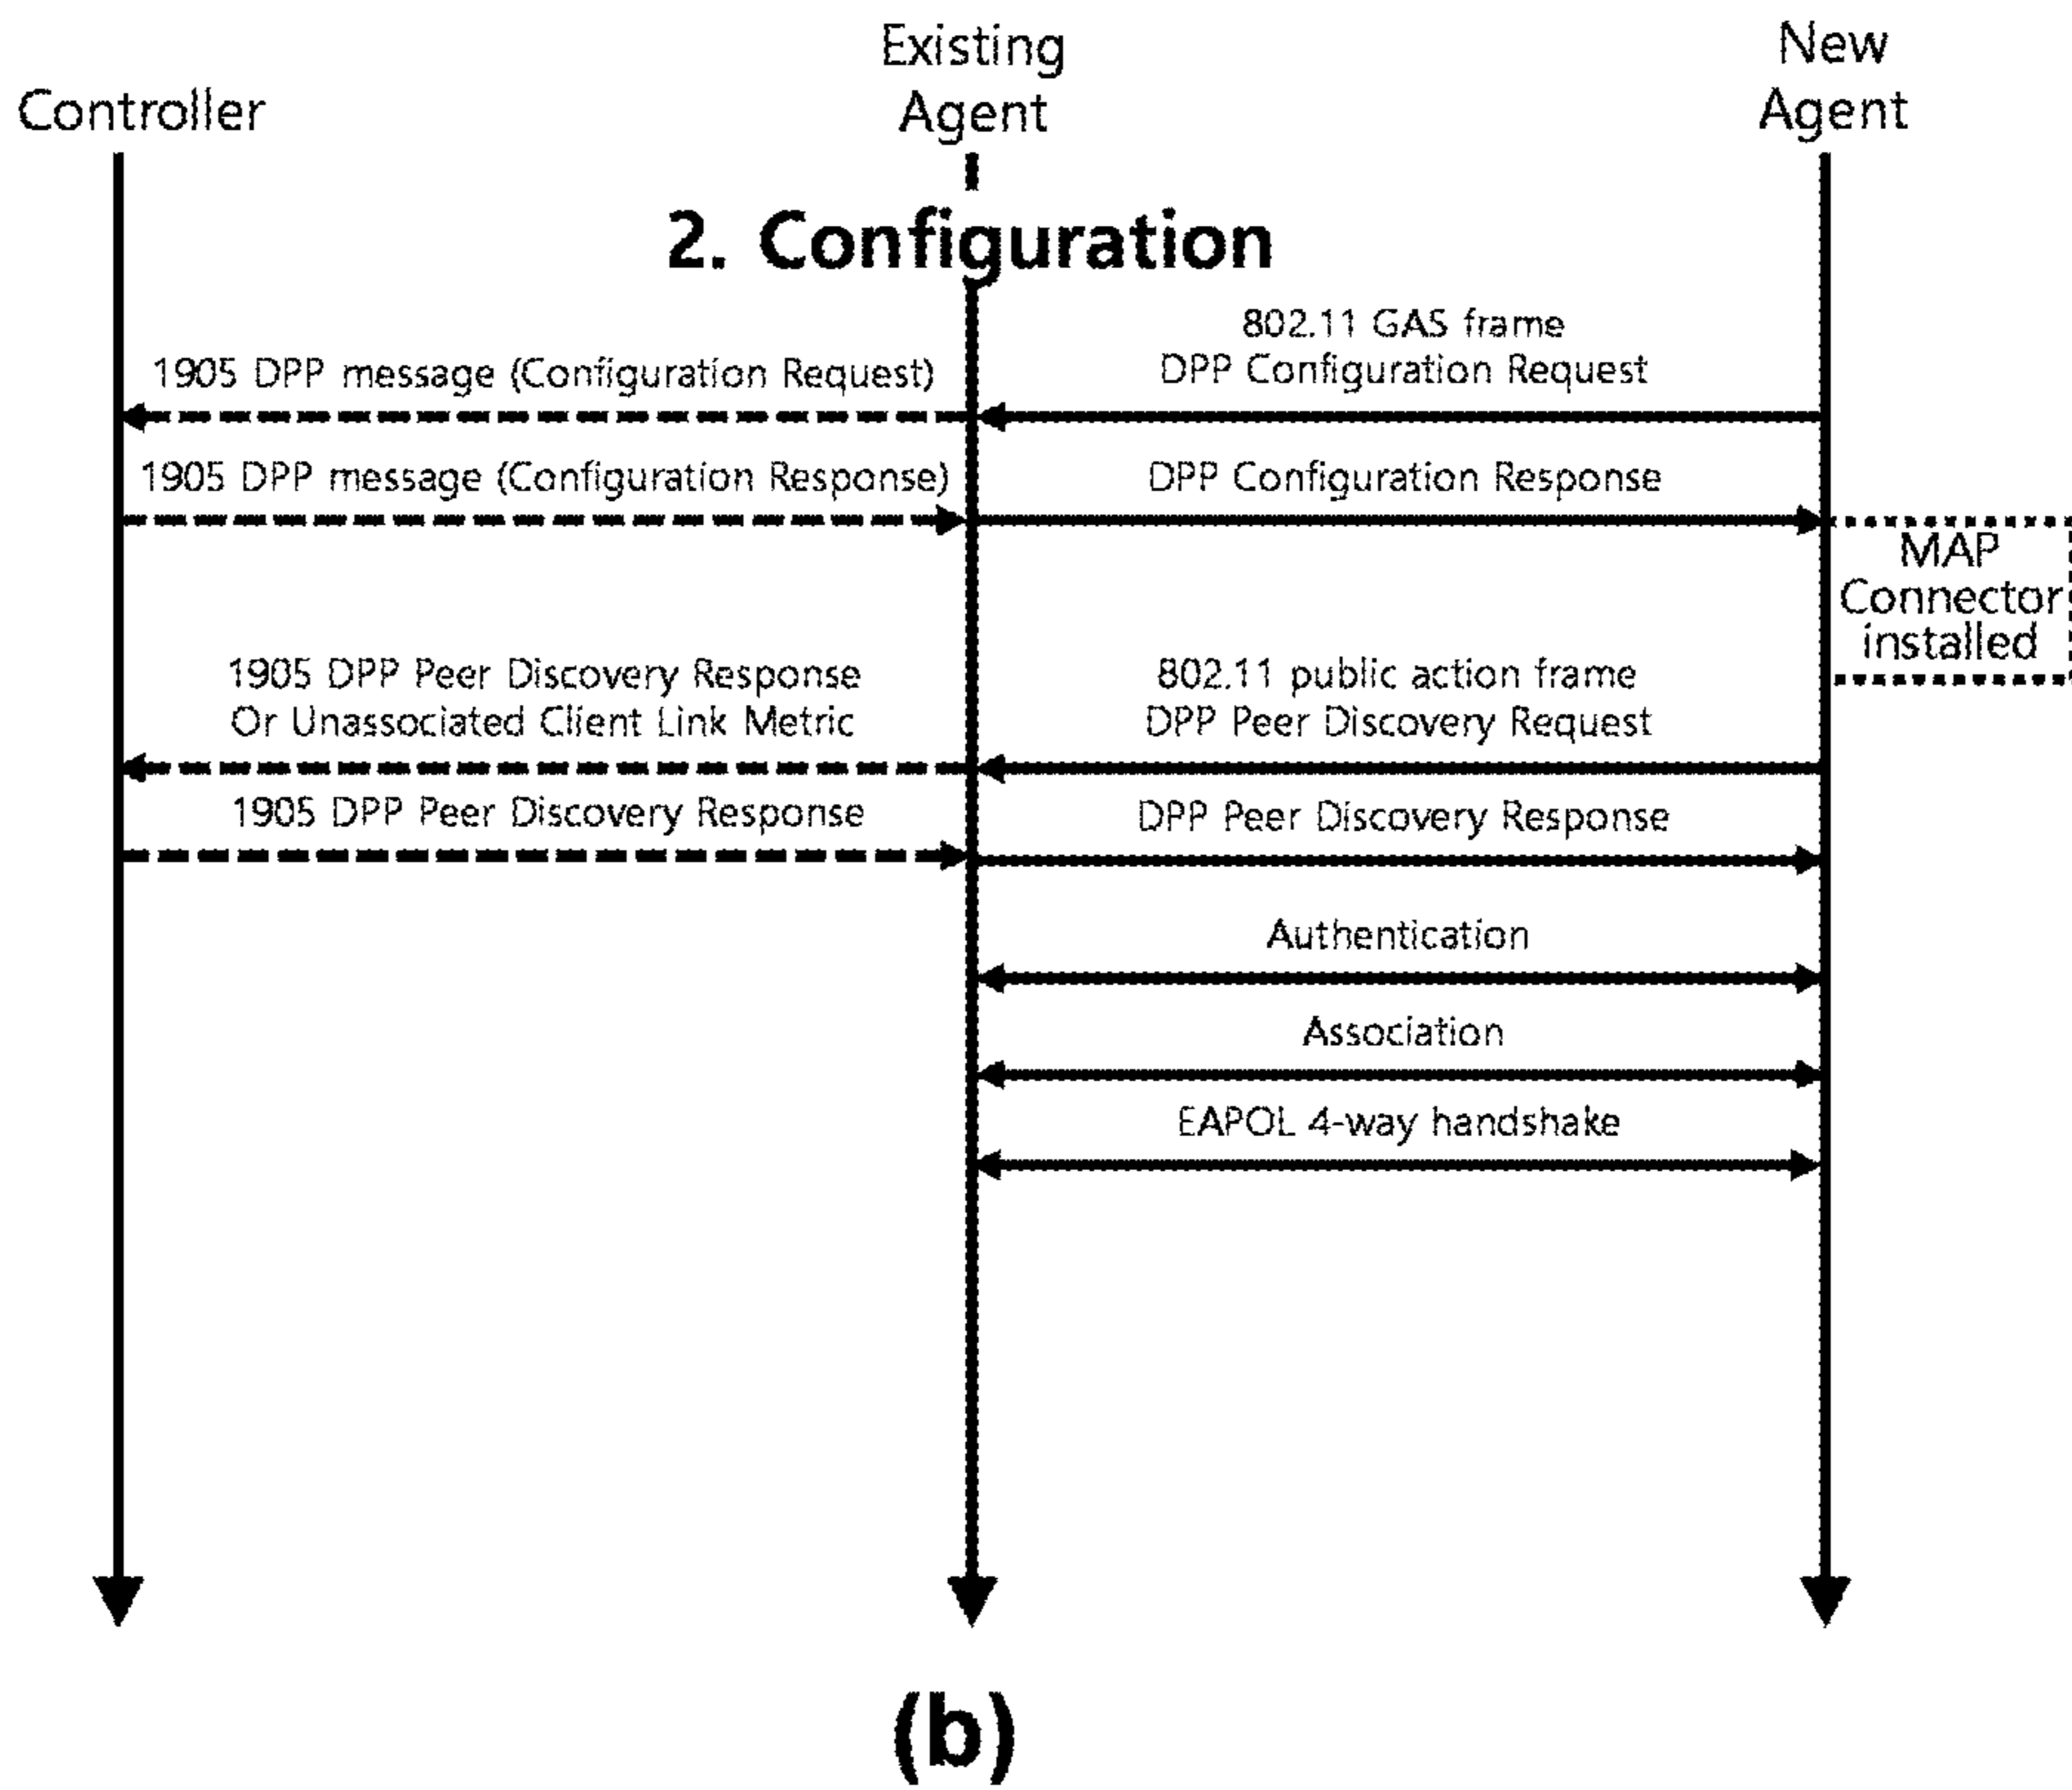 Controller
Existing
Agent
New
Agent
2. Configuration
1905 DPP message (Configuration Request)
802.11 GAS frame
DPP Configuration Request
1905 DPP message (Configuration Response)
DPP Configuration Response
MAP
Connector
installed
1905 DPP Peer Discovery Response
Or Unassociated Client Link Metric
802.11 public action frame
DPP Peer Discovery Request
1905 DPP Peer Discovery Response
DPP Peer Discovery Response
Authentication
Association
EAPOL 4-way handshake
(b)